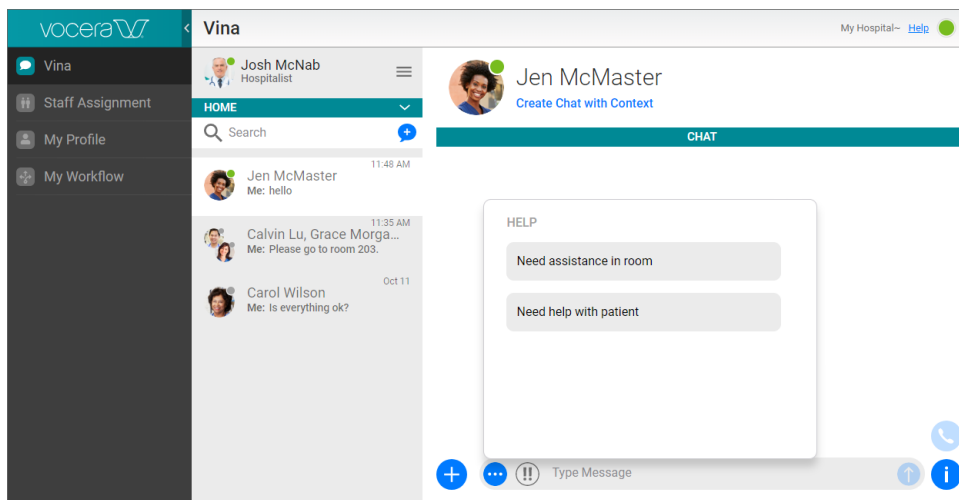 vocera
Vina
My Hospital~ Help
Vina
Staff Assignment
My Profile
My Workflow
Josh McNab
Hospitalist
HOME
Search
11:48 AM
Jen McMaster
Me: hello
11:35 AM
Calvin Lu, Grace Morga...
Me: Please go to room 203.
Oct 11
Carol Wilson
Me: Is everything ok?
Jen McMaster
Create Chat with Context
CHAT
HELP
Need assistance in room
Need help with patient
Type Message